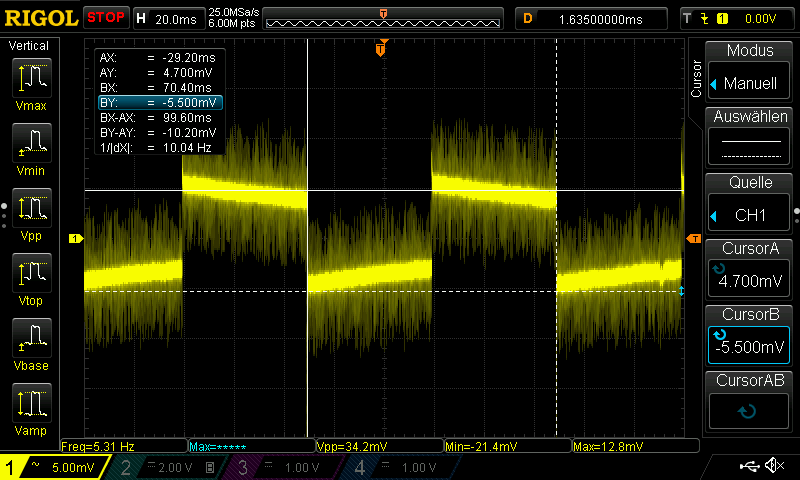 RIGOL STOP H 20.0ms 25.0MSa/s 6.00M pts T D 1.63500000ms T 1 0.00V
Vertical
Vmax
Vmin
Vpp
Vtop
Vbase
Vamp
AX: = -29.20ms
AY: = 4.700mV
BX: = 70.40ms
BY: = -5.500mV
BX-AX: = 99.60ms
BY-AY: = -10.20mV
1/|dX|: = 10.04 Hz
T
1
T
Cursor
Modus
Manuell
Auswählen
Quelle
CH1
CursorA
4.700mV
CursorB
-5.500mV
CursorAB
Freq=5.31 Hz Max=***** Vpp=34.2mV Min=-21.4mV Max=12.8mV
1 ~ 5.00mV 2 2.00 V B 3 1.00 V 4 1.00 V